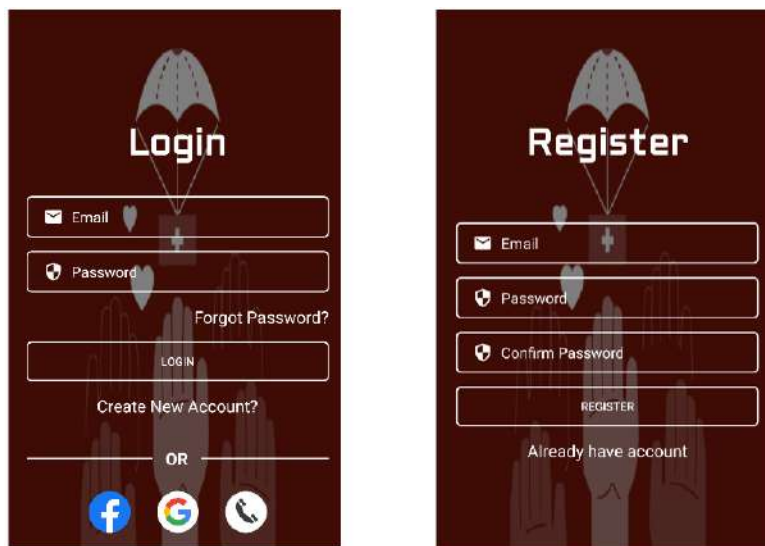 Login
Email
Password
Forgot Password?
LOGIN
Create New Account?
OR
Register
Email
Password
Confirm Password
REGISTER
Already have account